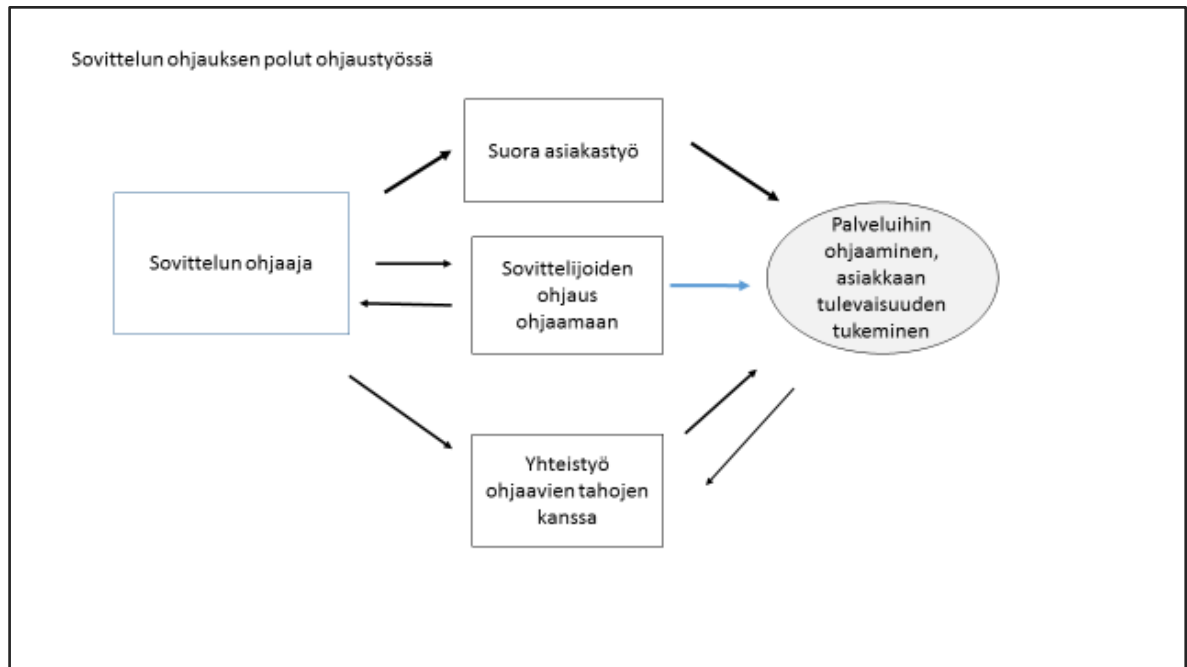 Sovittelun ohjauksen polut ohjaustyössä
Suora asiakastyö
Sovittelun ohjaaja
Sovittelijoiden
ohjaus
ohjaamaan
Palveluihin
ohjaaminen,
asiakkaan
tulevaisuuden
tukeminen
Yhteistyö
ohjaavien tahojen
kanssa